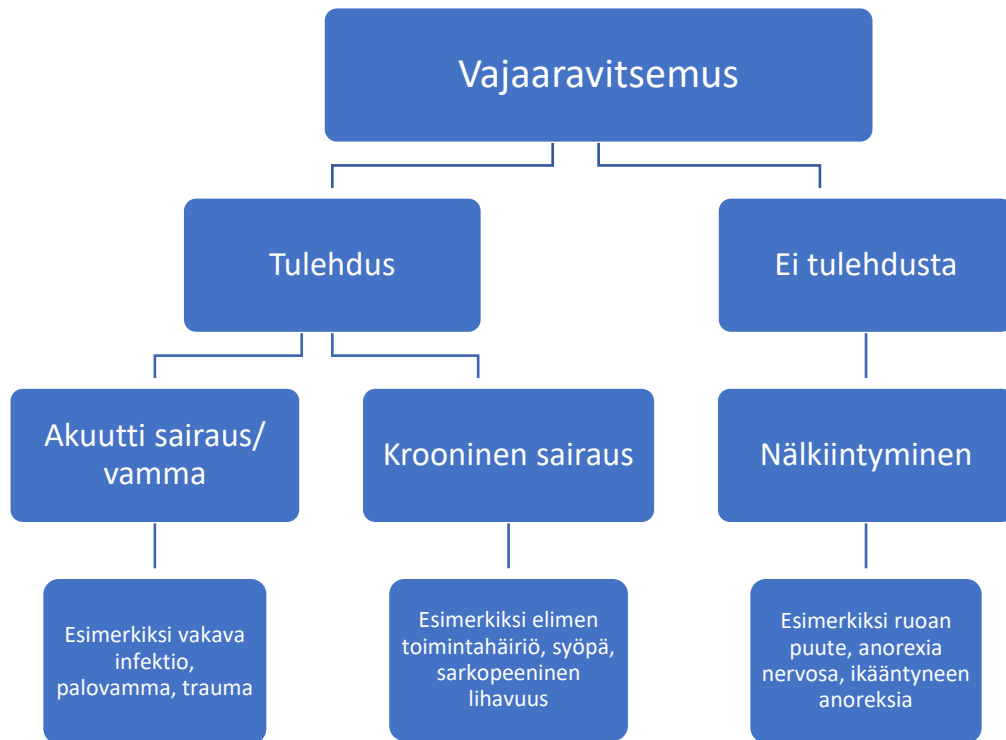 Vajaaravitsemus
Tulehdus
Ei tulehdusta
Akuutti sairaus/
vamma
Krooninen sairaus
Nälkiintyminen
Esimerkiksi vakava
infektio,
palovamma, trauma
Esimerkiksi elimen
toimintahäiriö, syöpä,
sarkopeeninen
lihavuus
Esimerkiksi ruoan
puute, anorexia
nervosa, ikääntyneen
anoreksia